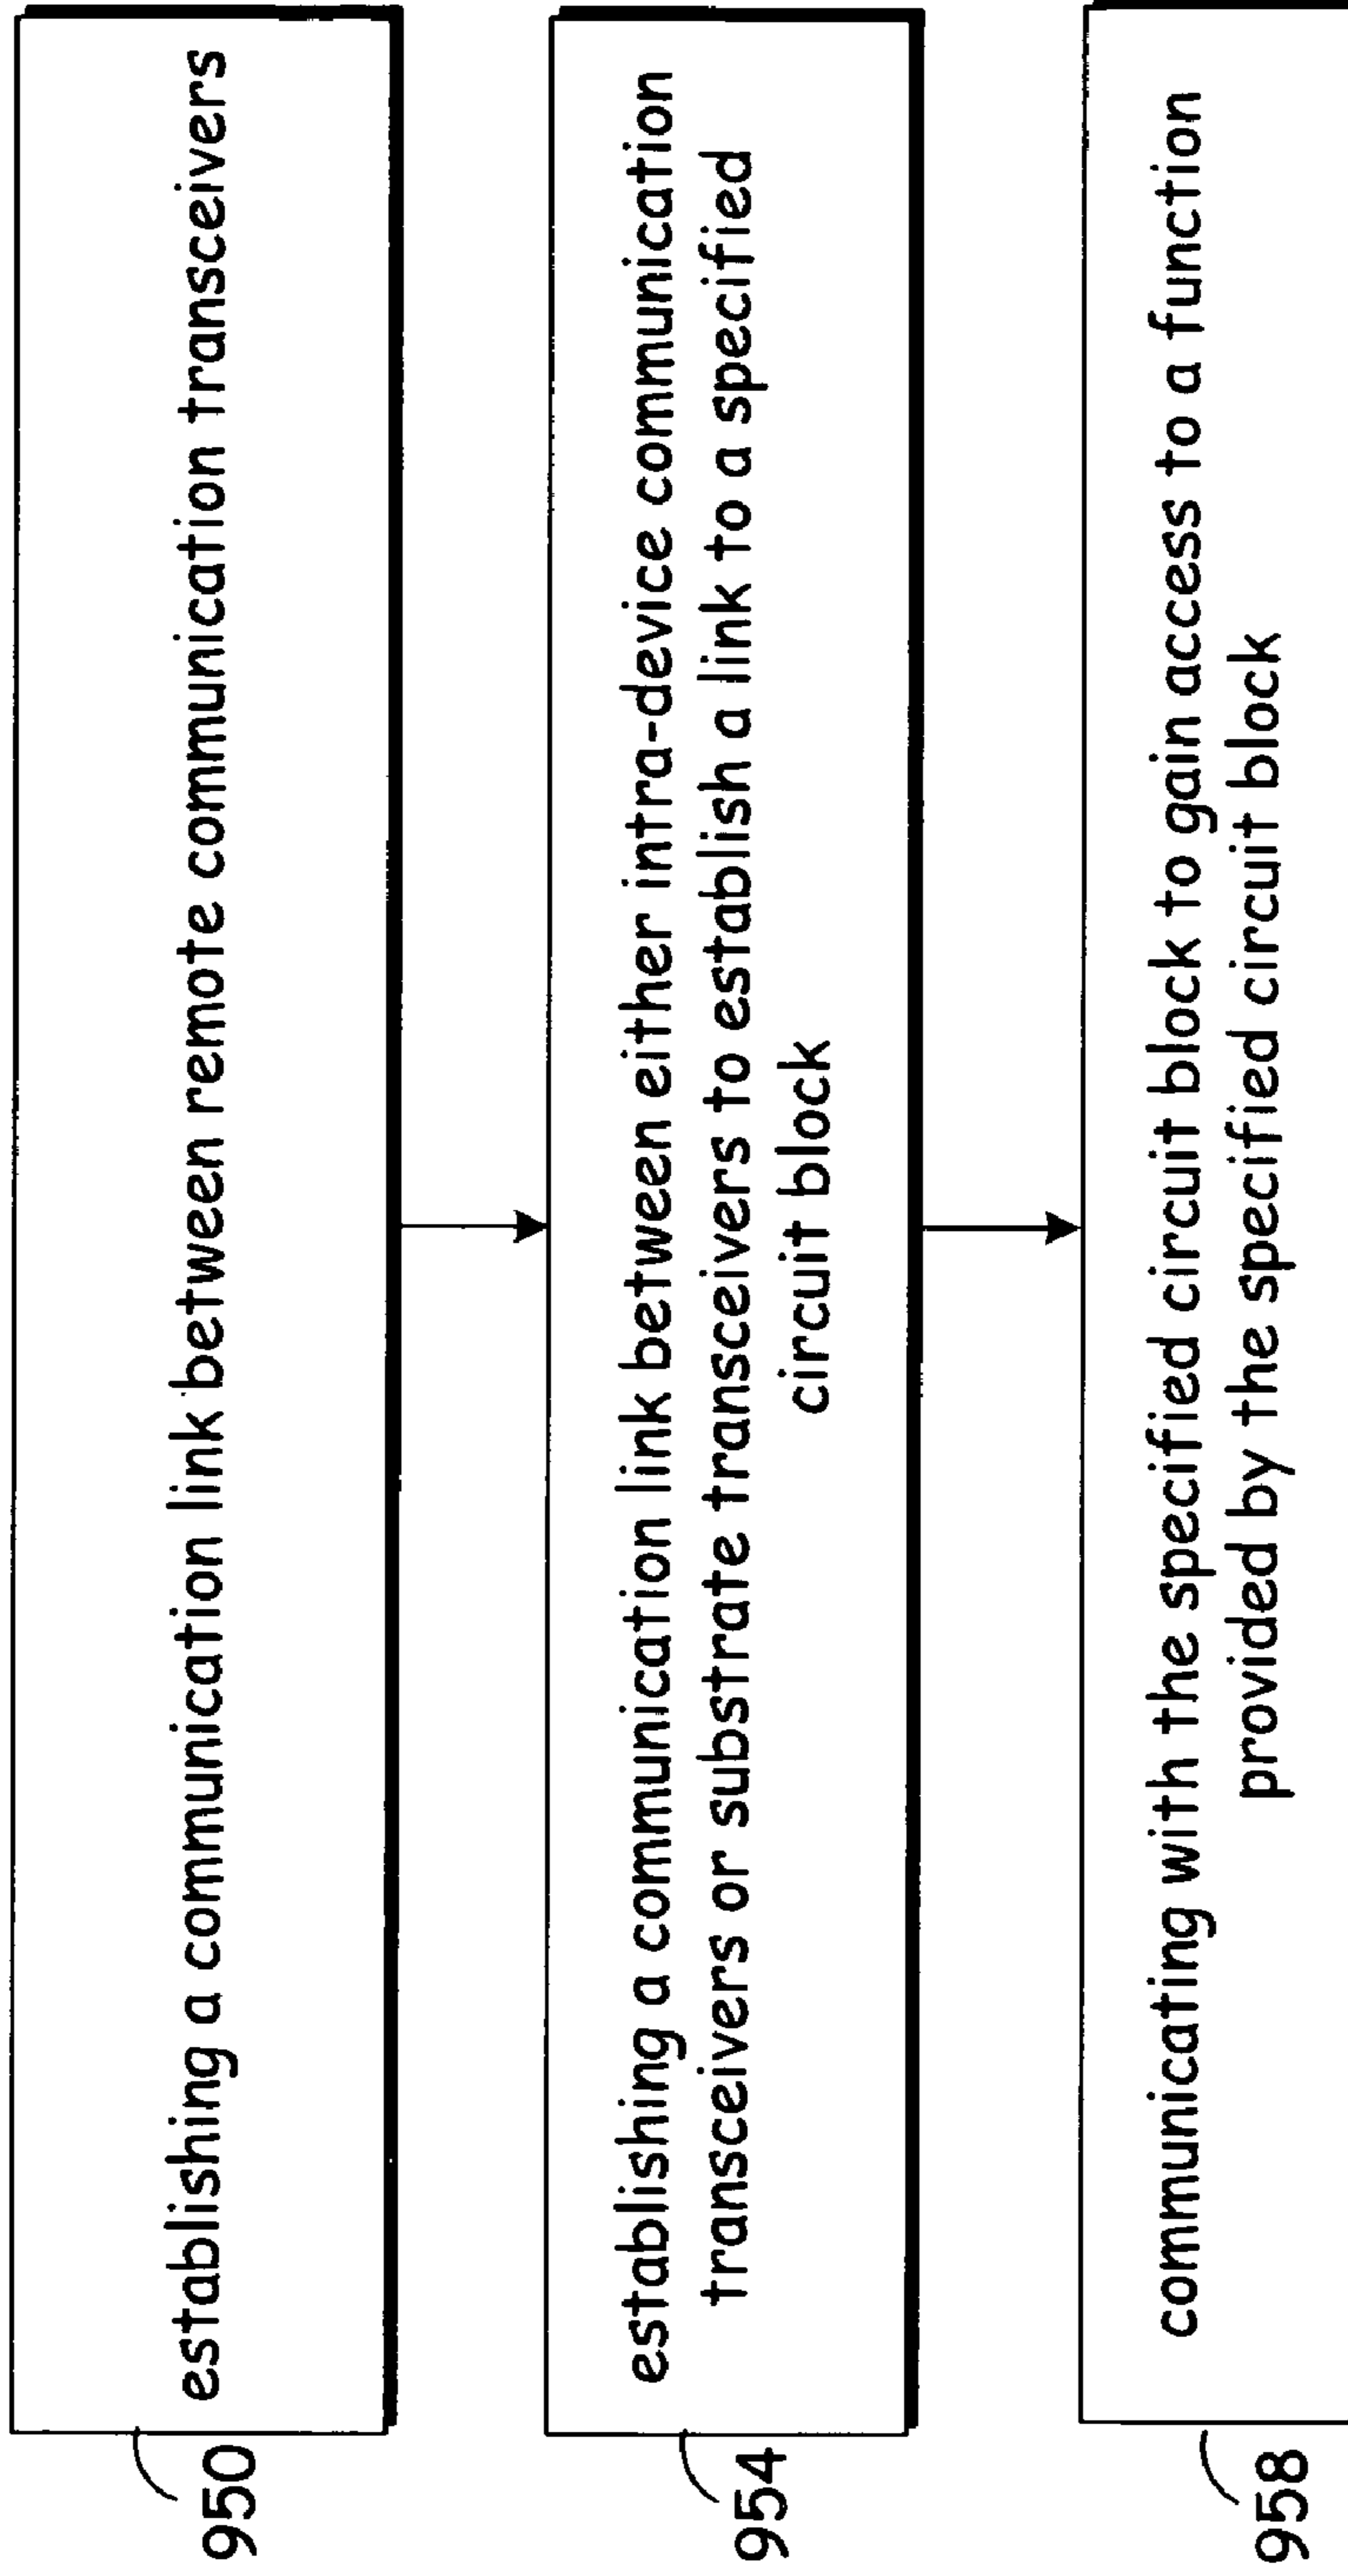 establishing a communication link between remote communication transceivers
950
establishing a communication link between either intra-device communication
transceivers or substrate transceivers to establish a link to a specified
circuit block
954
communicating with the specified circuit block to gain access to a function
provided by the specified circuit block
958